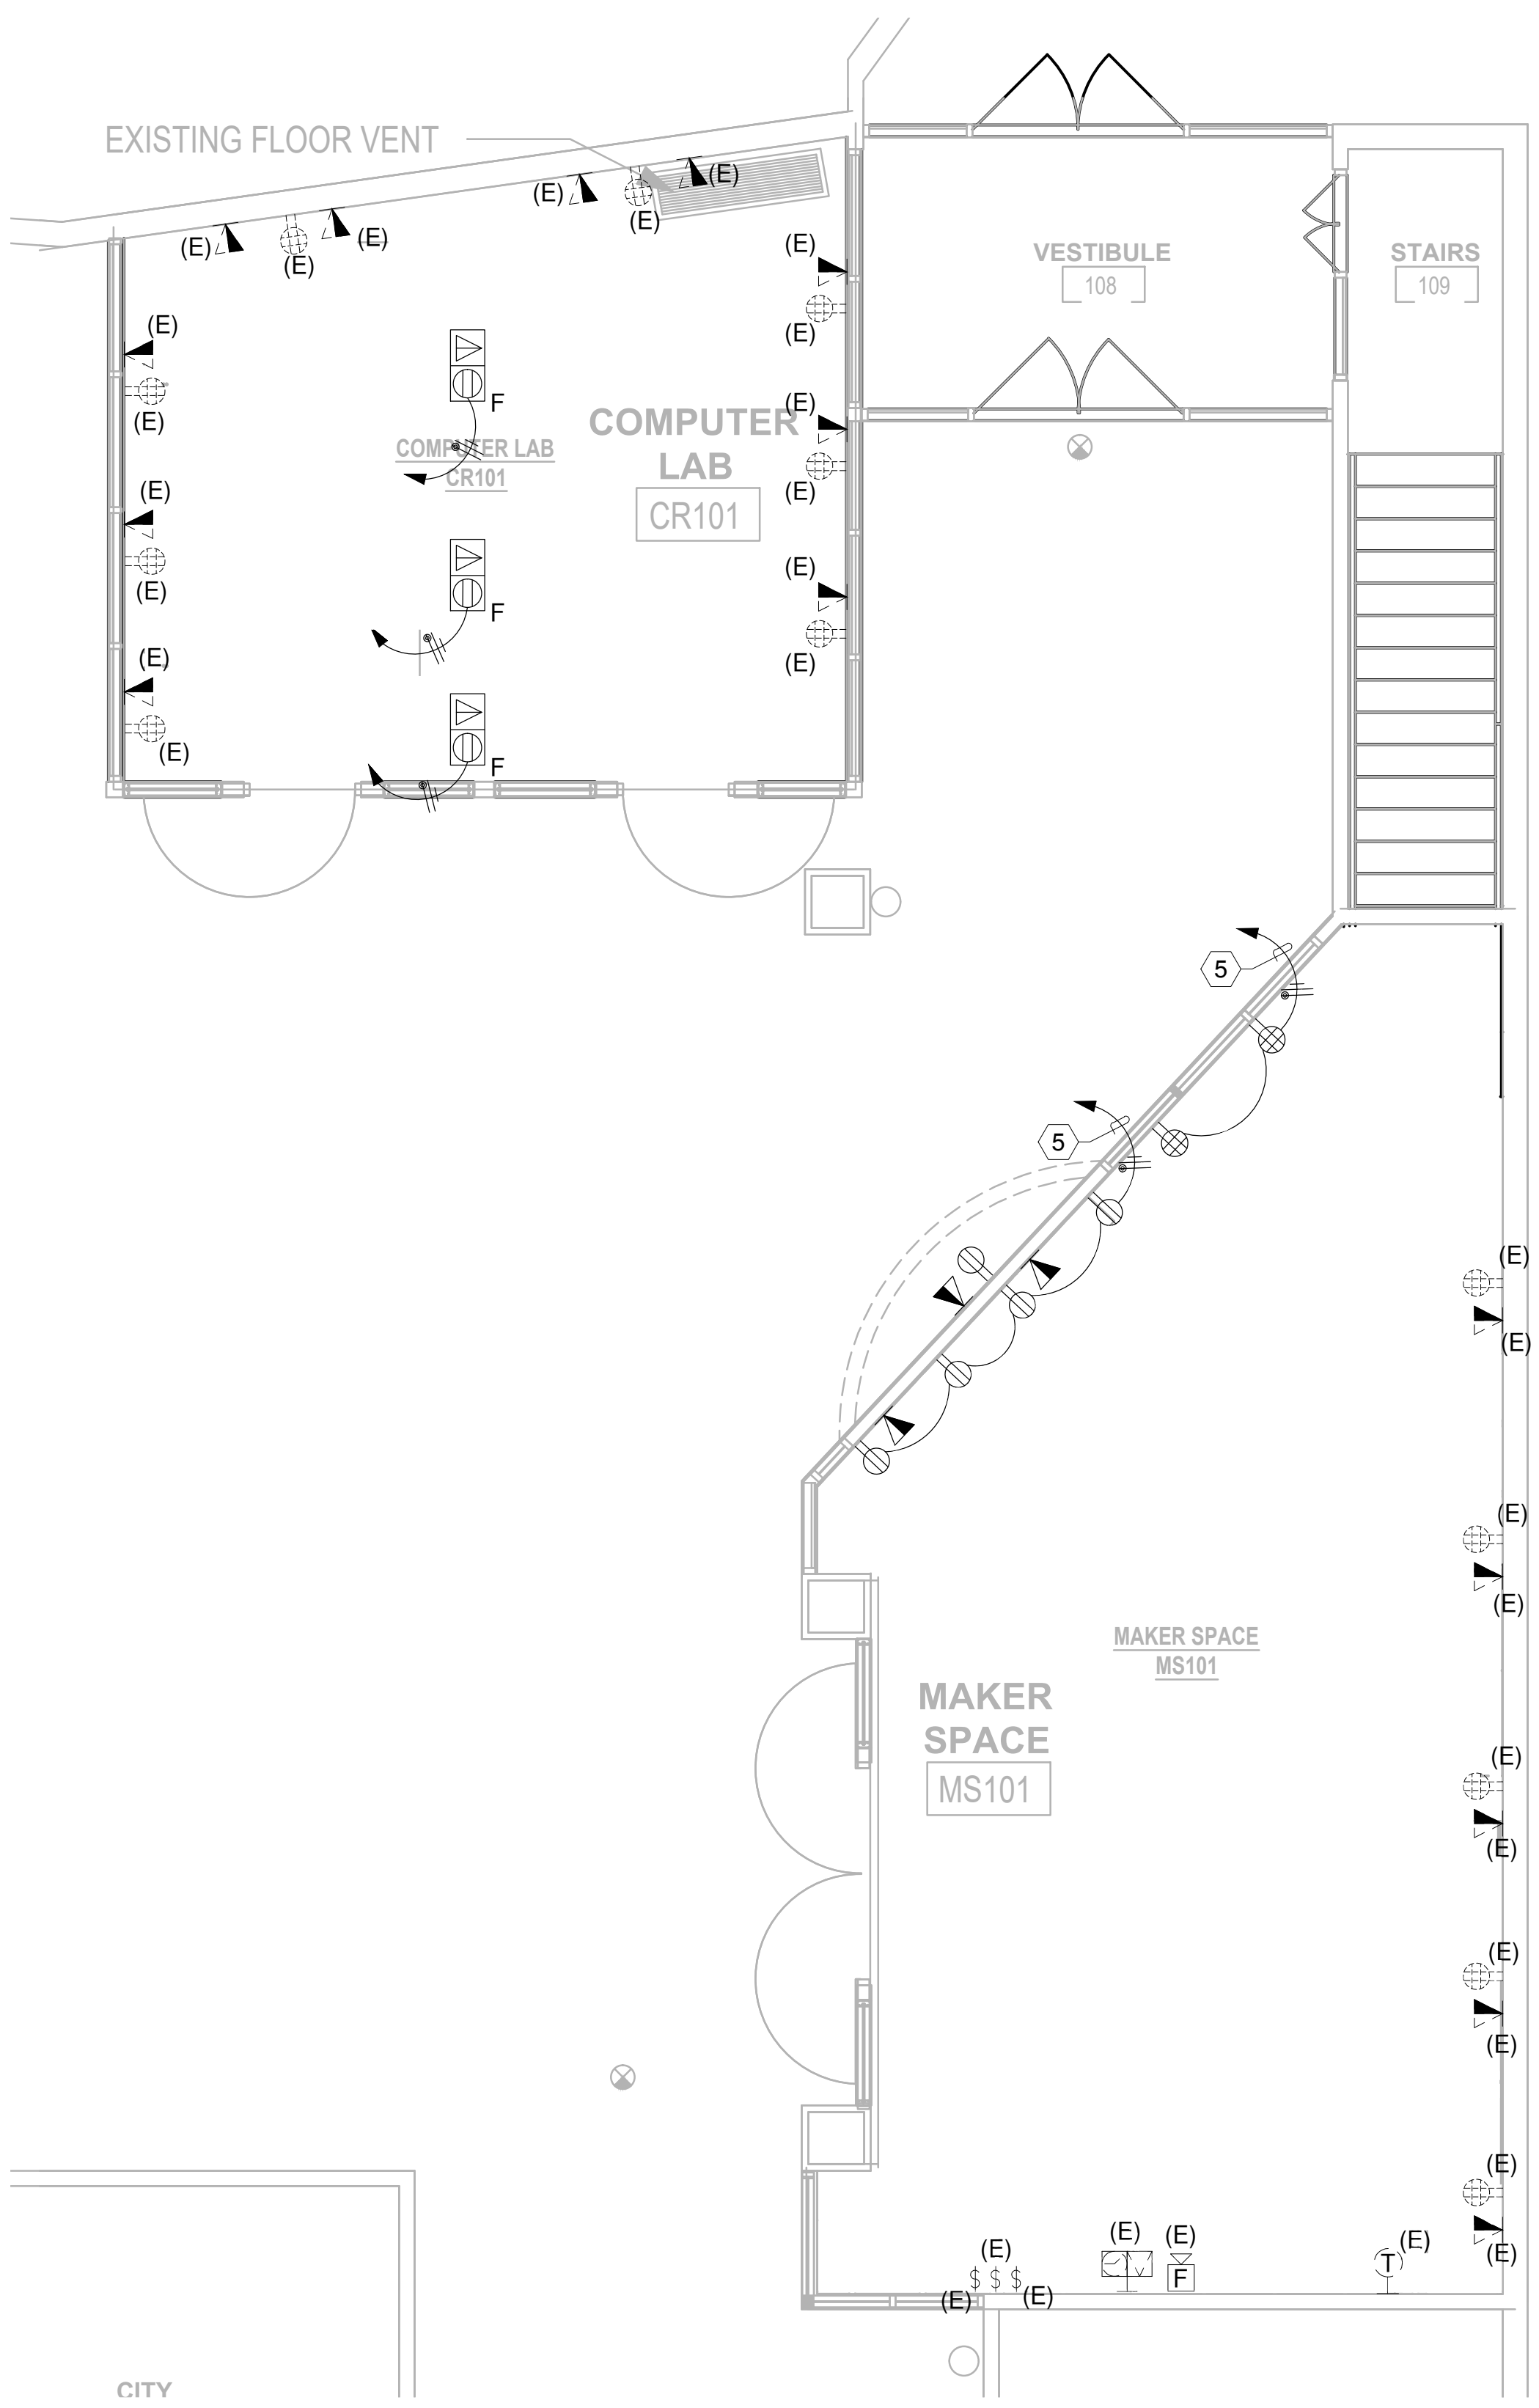 EXISTING FLOOR VENT
(E)
(E)
(E)
(E)
(E)
(E)
(E)
VESTIBULE
108
STAIRS
109
(E)
(E)
(E)
F
(E)
(E)
COMPUTER
LAB
CR101
COMPUTER LAB
CR101
(E)
(E)
(E)
(E)
F
(E)
(E)
(E)
F
5
5
(E)
(E)
(E)
(E)
MAKER SPACE
MS101
MAKER
SPACE
MS101
(E)
(E)
(E)
(E)
(E)
(E)
(E)
(E)
(E)
(E)
T
F
$ $ $
(E)
(E)
CITY